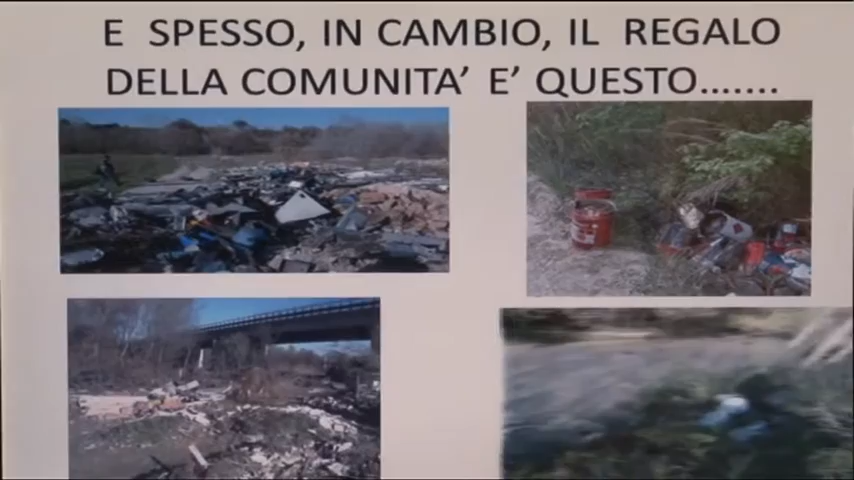 E SPESSO, IN CAMBIO, IL REGALO
DELLA COMUNITA' E' QUESTO.......